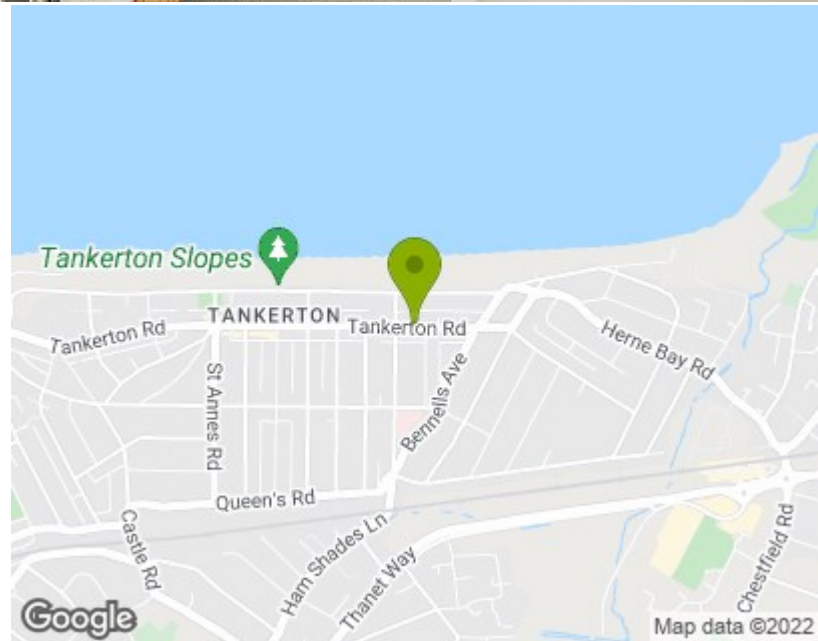 Tankerton Slopes
TANKERTON
Tankerton Rd
Tankerton Rd
Herne Bay Rd
St Annes Rd
Bennells Ave
Queen's Rd
Castle Rd
Ham Shades Ln
Thanet Way
Chestfield Rd
Google
Map data ©2022